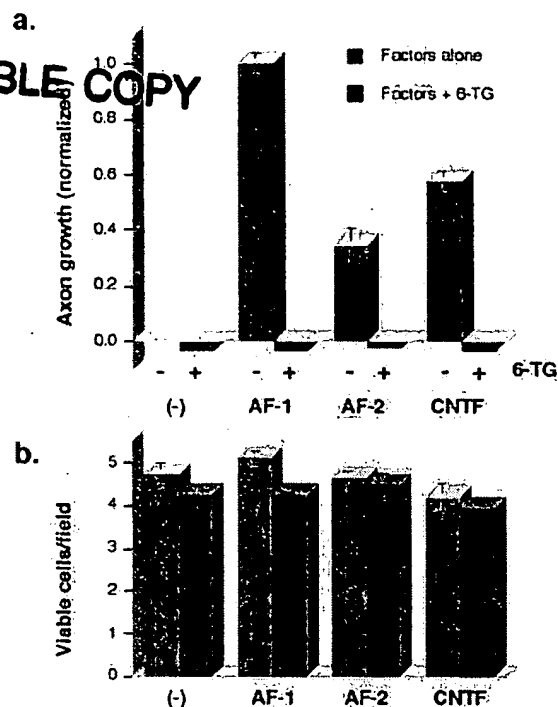 a.
BLE COPY
Axon growth (normalized)
1.0
0.8
0.6
0.4
0.2
0.0
Factors alone
Factors + 6-TG
- + - + - + - + 6-TG
(-) AF-1 AF-2 CNTF
b.
Viable cells/field
5
4
3
2
1
0
(-) AF-1 AF-2 CNTF